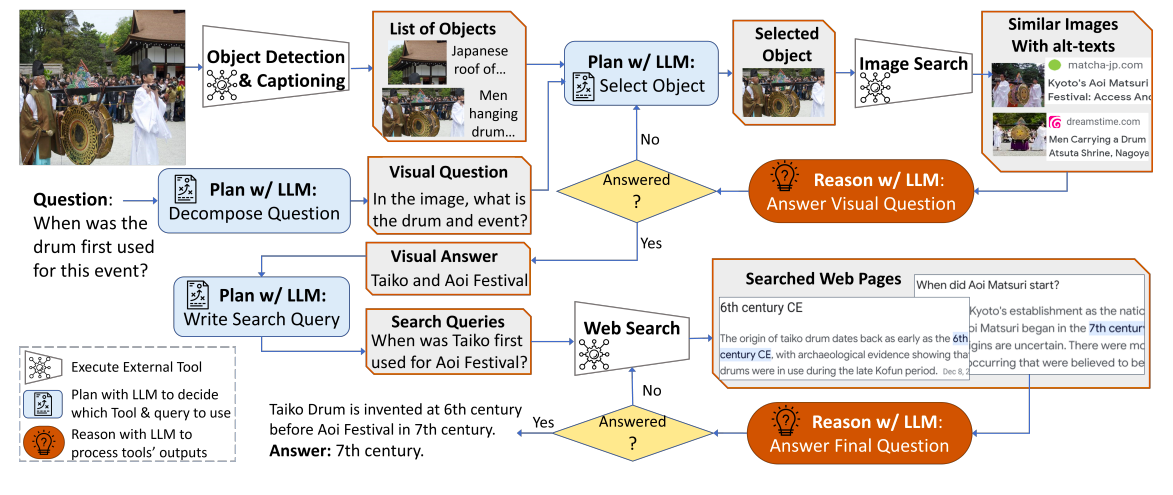 Object Detection
& Captioning
List of Objects
Japanese
roof of...
Men
hanging
drum...
Plan w/ LLM:
Select Object
Selected
Object
Image Search
Similar Images
With alt-texts
matcha-jp.com
Kyoto's Aoi Matsuri
Festival: Access And
dreamstime.com
Men Carrying a Drum
Atsuta Shrine, Nagoya
Question:
When was the
drum first used
for this event?
Plan w/ LLM:
Decompose Question
Visual Question
In the image, what is
the drum and event?
No
Answered
?
Yes
Reason w/ LLM:
Answer Visual Question
Visual Answer
Taiko and Aoi Festival
Plan w/ LLM:
Write Search Query
Search Queries
When was Taiko first
used for Aoi Festival?
Web Search
Searched Web Pages
6th century CE
The origin of taiko drum dates back as early as the 6th
century CE, with archaeological evidence showing tha
drums were in use during the late Kofun period. Dec 8, 2
When did Aoi Matsuri start?
Kyoto's establishment as the natio
oi Matsuri began in the 7th century
gins are uncertain. There were mo
occurring that were believed to be
No
Answered
?
Yes
Reason w/ LLM:
Answer Final Question
Taiko Drum is invented at 6th century
before Aoi Festival in 7th century.
Answer: 7th century.
Execute External Tool
Plan with LLM to decide
which Tool & query to use
Reason with LLM to
process tools' outputs